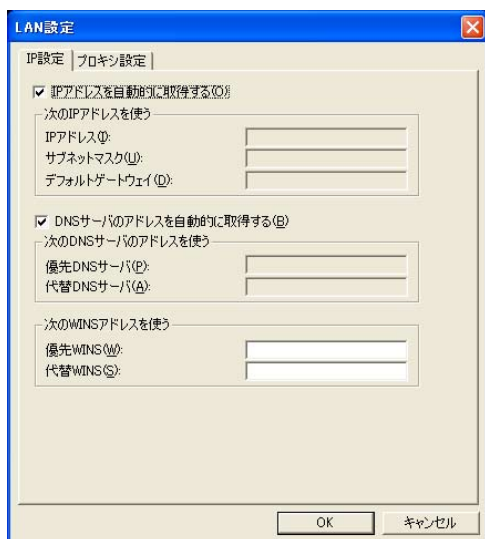 LAN設定
IP設定 プロキシ設定
IPアドレスを自動的に取得する(O)
次のIPアドレスを使う
IPアドレス(I):
サブネットマスク(U):
デフォルトゲートウェイ(D):
DNSサーバのアドレスを自動的に取得する(B)
次のDNSサーバのアドレスを使う
優先DNSサーバ(P):
代替DNSサーバ(A):
次のWINSアドレスを使う
優先WINS(W):
代替WINS(S):
OK キャンセル